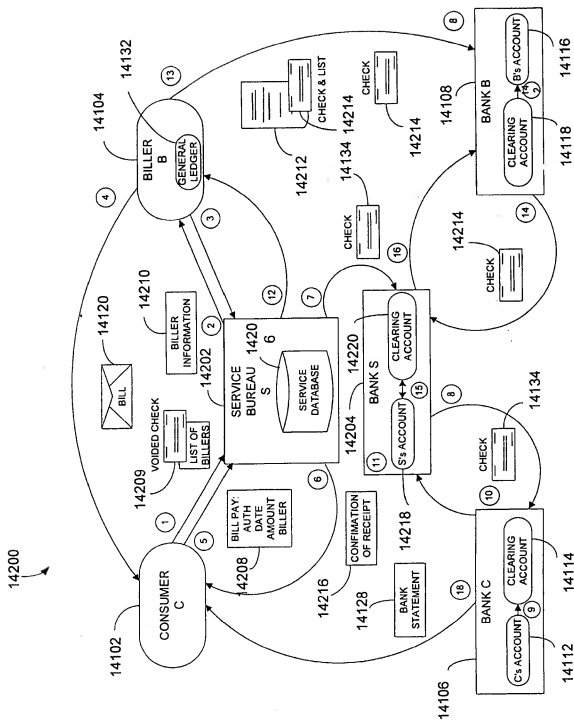 14200
14102
CONSUMER
C
14120
BILL
14104
14132
BILLER
B
GENERAL
LEDGER
4
13
3
2
1
5
14209
VOIDED CHECK
LIST OF
BILLERS
14210
BILLER
INFORMATION
14202
SERVICE
BUREAU
S
1420
6
SERVICE
DATABASE
12
7
6
BILL PAY:
AUTH
DATE
AMOUNT
BILLER
14208
CHECK & LIST
14214
14212
CHECK
14214
14134
CHECK
16
14216
CONFIMATION
OF RECEIPT
14204
14220
BANK S
11
S's ACCOUNT
15
CLEARING
ACCOUNT
14218
14128
BANK
STATEMENT
8
CHECK
14134
10
18
14106
BANK C
C's ACCOUNT
9
CLEARING
ACCOUNT
14112
14114
8
14108
BANK B
B's ACCOUNT
14116
CLEARING
ACCOUNT
14118
14
14214
CHECK